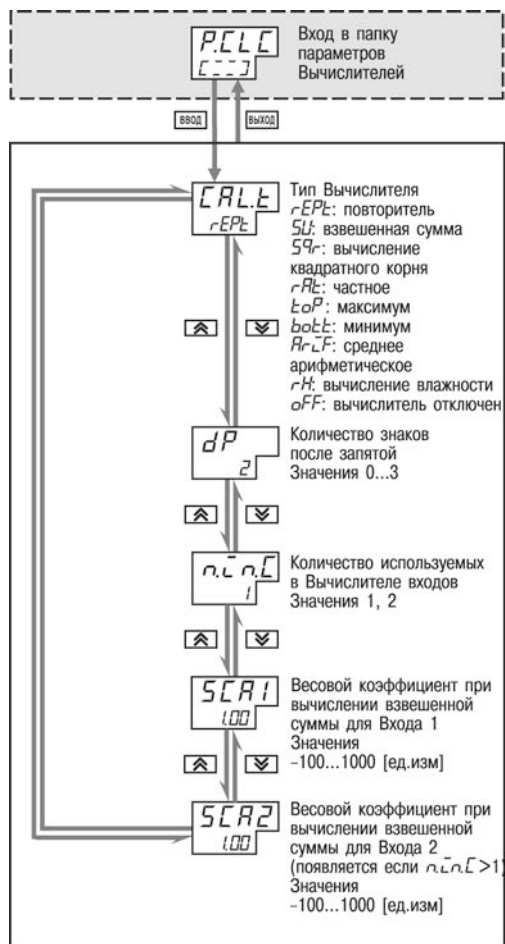 P.CLC
[---]
Вход в папку
параметров
Вычислителей
ВВОД
ВЫХОД
CAL.t
rEPt
Тип Вычислителя
rEPt: повторитель
SU: взвешенная сумма
Sqr: вычисление
квадратного корня
rAt: частное
toP: максимум
bott: минимум
AriF: среднее
арифметическое
rH: вычисление влажности
oFF: вычислитель отключен
dP
2
Количество знаков
после запятой
Значения 0...3
n.in.C
1
Количество используемых
в Вычислителе входов
Значения 1, 2
SCA1
1.00
Весовой коэффициент при
вычислении взвешенной
суммы для Входа 1
Значения
-100...1000 [ед.изм]
SCA2
1.00
Весовой коэффициент при
вычислении взвешенной
суммы для Входа 2
(появляется если n.in.C>1)
Значения
-100...1000 [ед.изм]